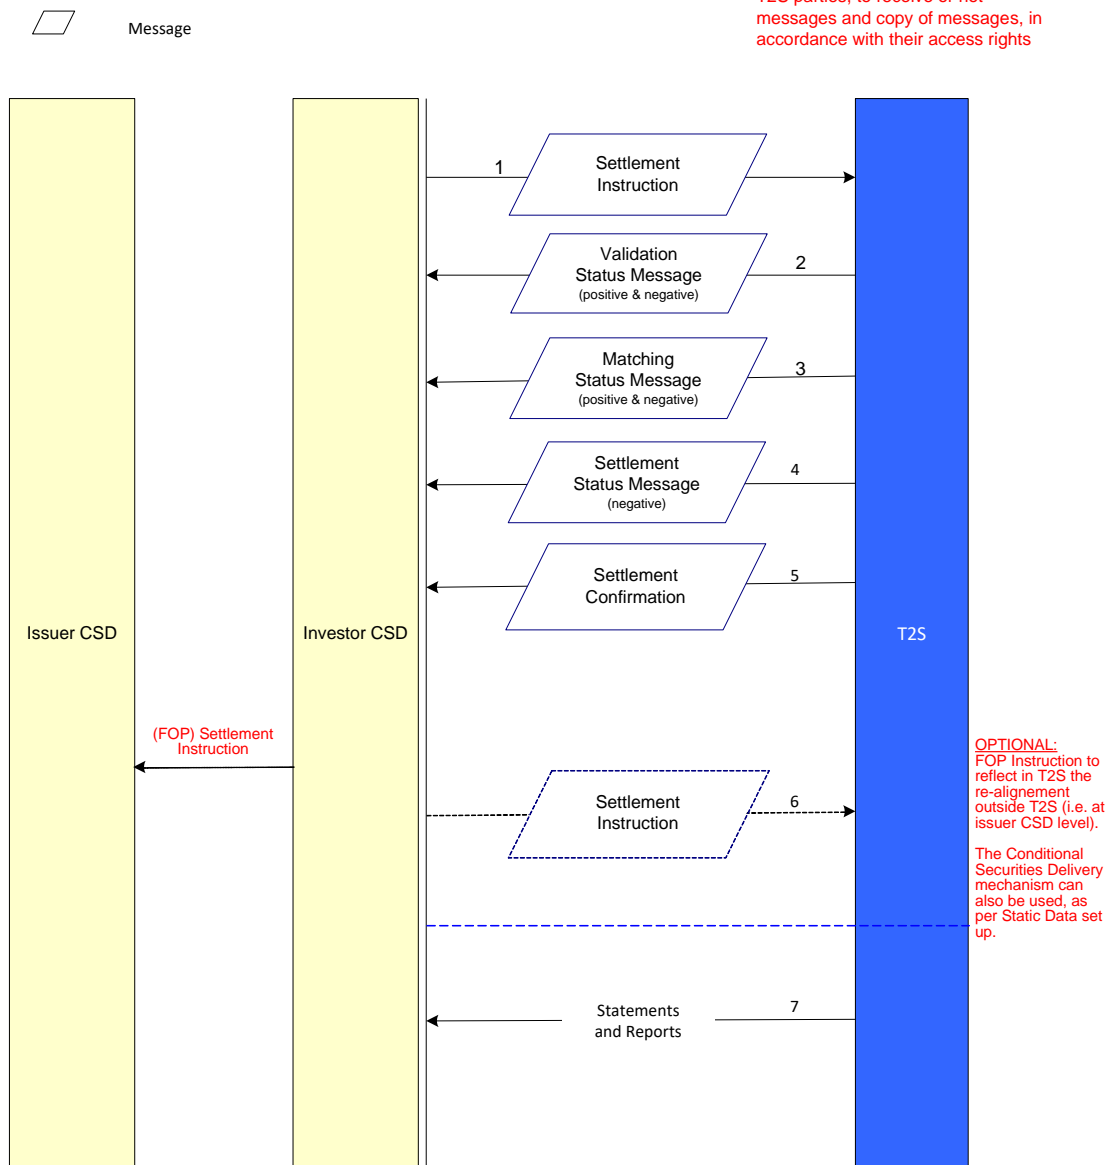 messages and copy of messages, in
accordance with their access rights
Message
1
Settlement
Instruction
Validation
Status Message
(positive & negative)
2
Matching
Status Message
(positive & negative)
3
Settlement
Status Message
(negative)
4
Settlement
Confirmation
5
Issuer CSD
Investor CSD
T2S
(FOP) Settlement
Instruction
Settlement
Instruction
6
OPTIONAL:
FOP Instruction to
reflect in T2S the
re-alignement
outside T2S (i.e. at
issuer CSD level).
The Conditional
Securities Delivery
mechanism can
also be used, as
per Static Data set
up.
Statements
and Reports
7